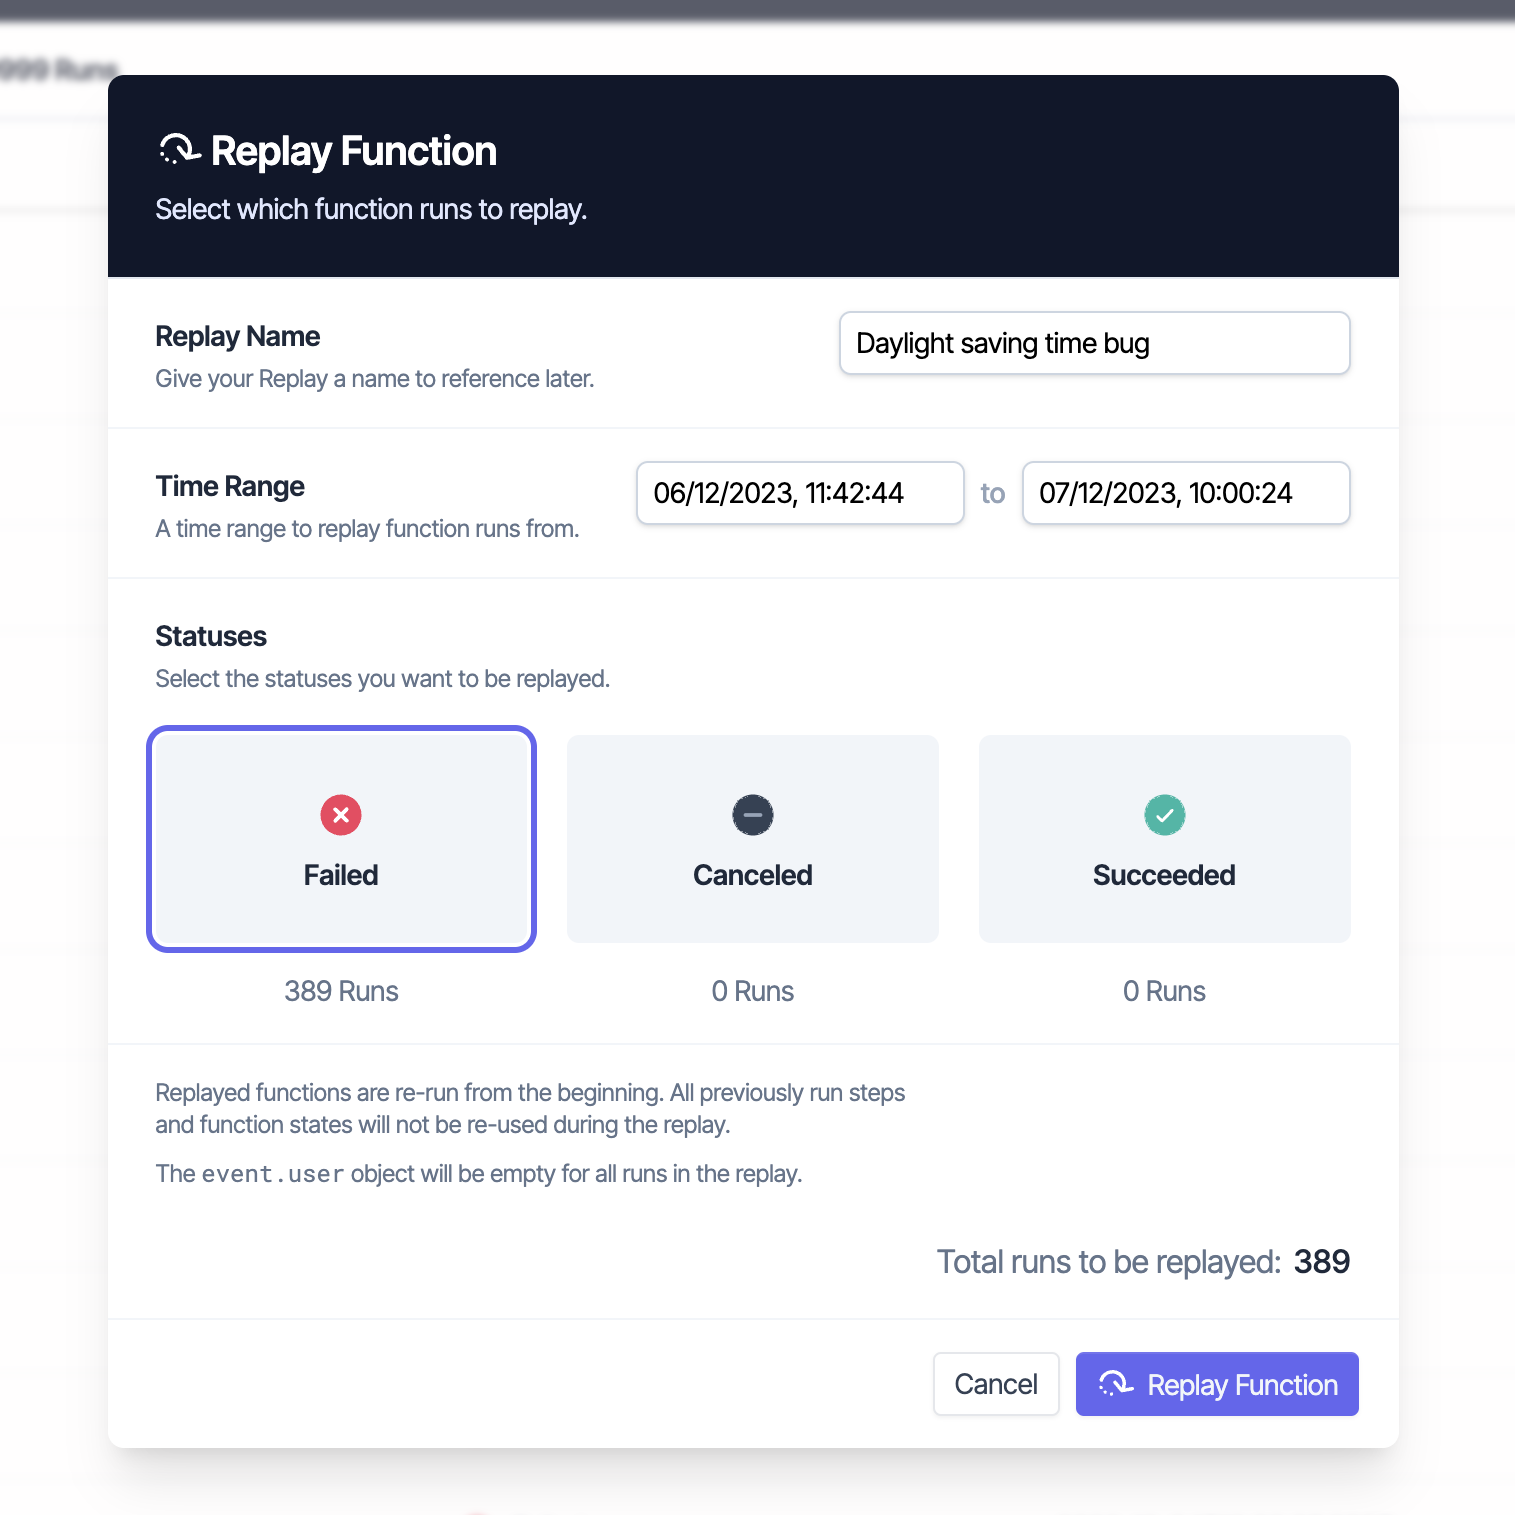 999 Runs
Replay Function
Select which function runs to replay.
Replay Name
Daylight saving time bug
Give your Replay a name to reference later.
Time Range
06/12/2023, 11:42:44 to 07/12/2023, 10:00:24
A time range to replay function runs from.
Statuses
Select the statuses you want to be replayed.
Failed
Canceled
Succeeded
389 Runs
0 Runs
0 Runs
Replayed functions are re-run from the beginning. All previously run steps
and function states will not be re-used during the replay.
The event.user object will be empty for all runs in the replay.
Total runs to be replayed: 389
Cancel
Replay Function